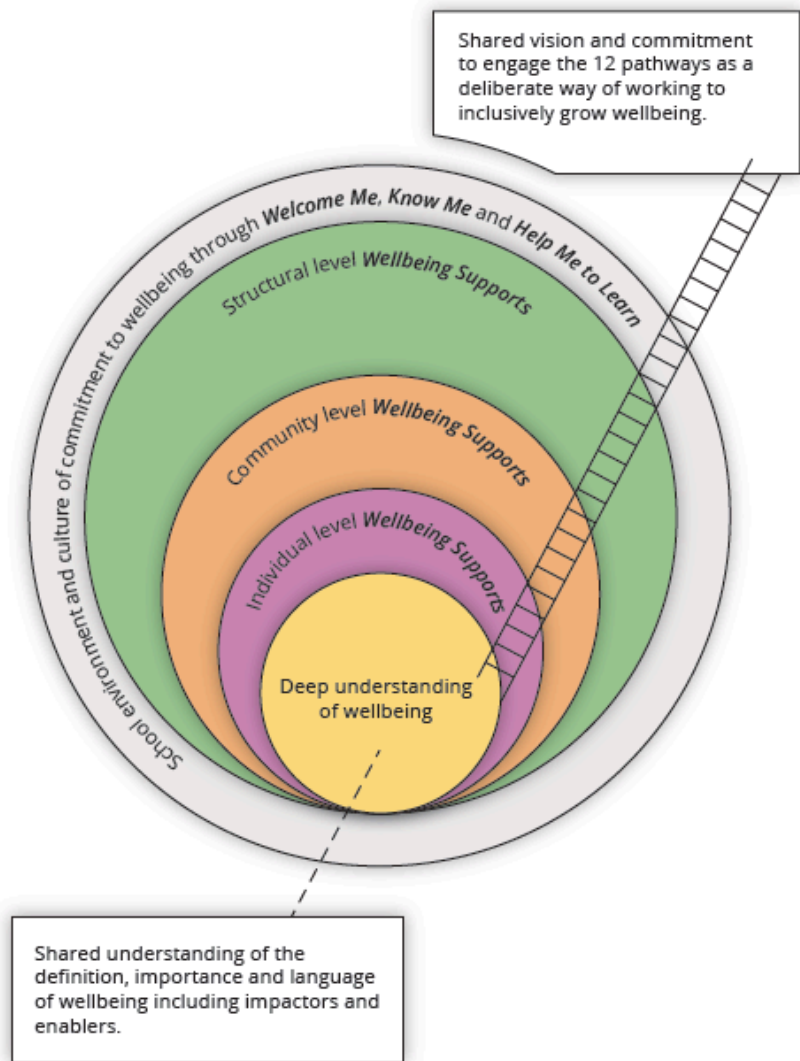 Shared vision and commitment
to engage the 12 pathways as a
deliberate way of working to
inclusively grow wellbeing.
School environment and culture of commitment to wellbeing through Welcome Me, Know Me and Help Me to Learn
Structural level Wellbeing Supports
Community level Wellbeing Supports
Individual level Wellbeing Supports
Deep understanding
of wellbeing
Shared understanding of the
definition, importance and language
of wellbeing including impactors and
enablers.